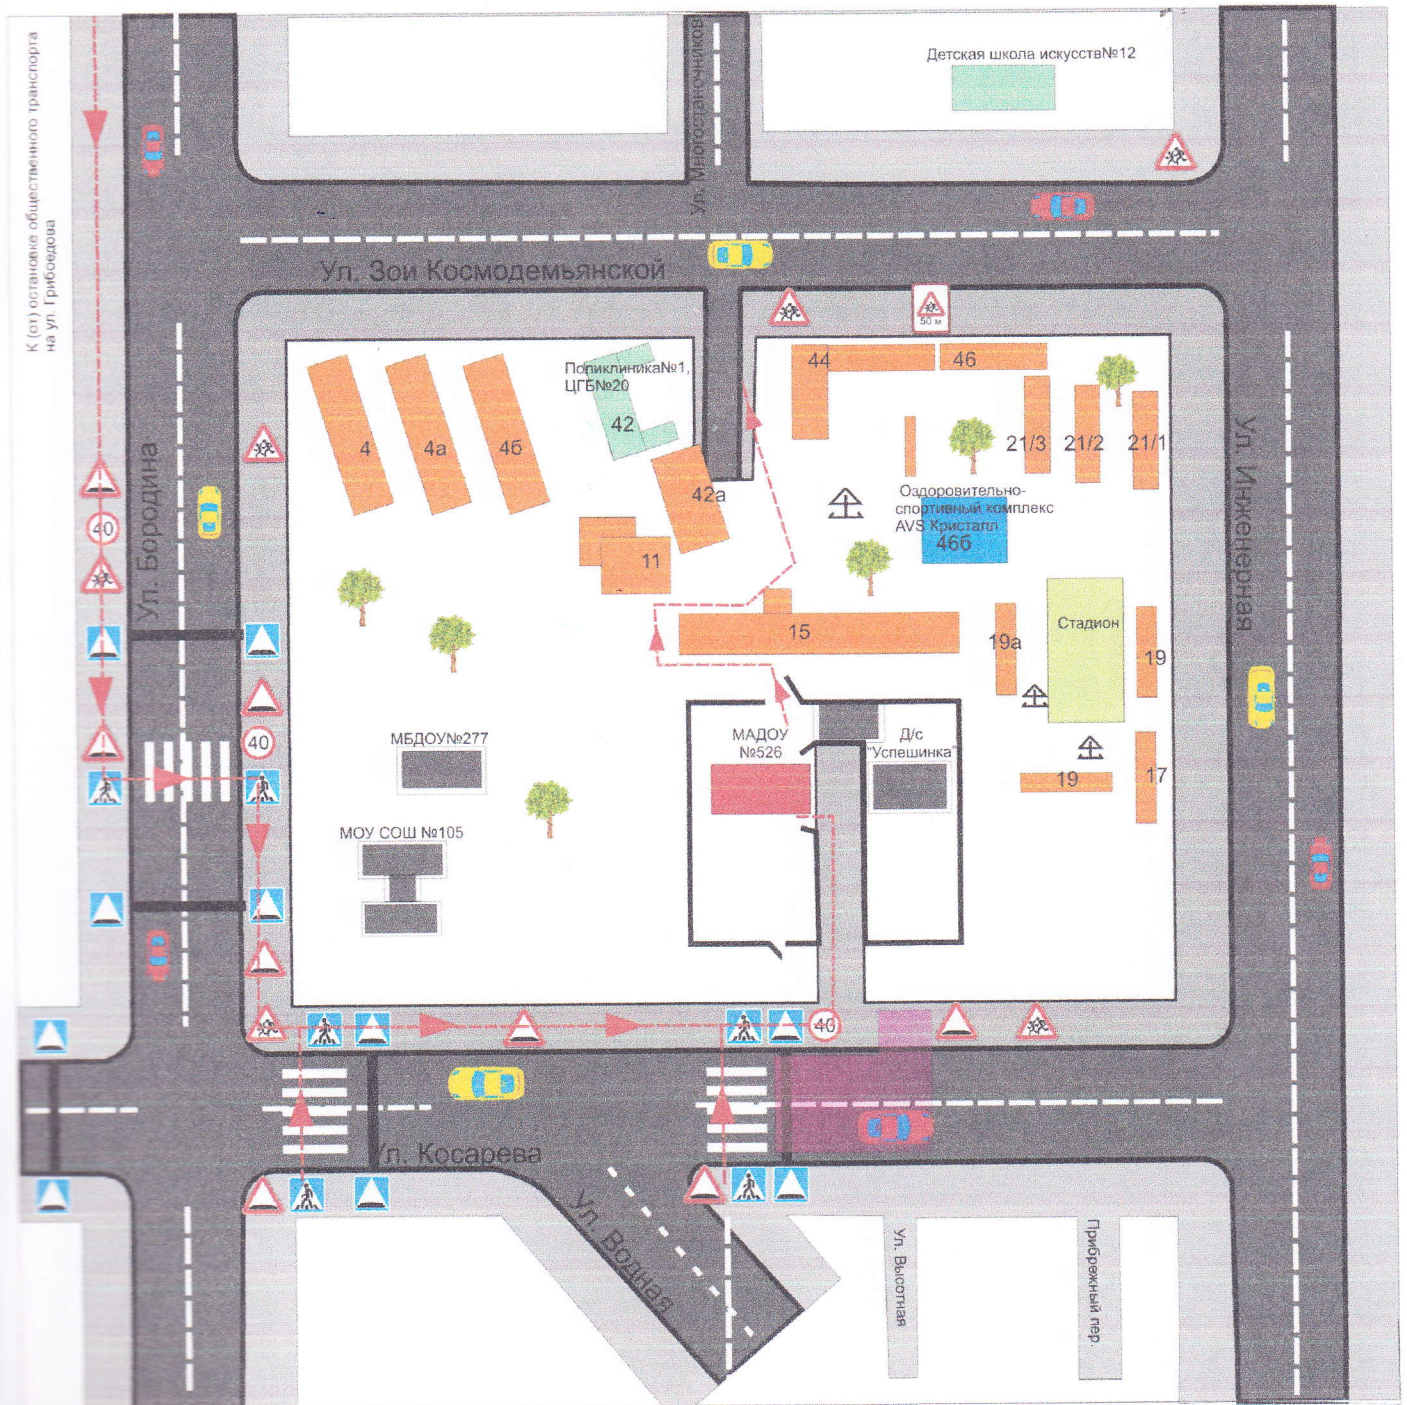 К (от) остановке общественного транспорта
на ул. Грибоедова
Ул. Многостаночников
Детская школа искусств№12
Ул. Зои Космодемьянской
50 м
Поликлиника№1,
ЦГБ№20
42
4
4а
4б
42а
11
44
46
21/3
21/2
21/1
Оздоровительно-
спортивный комплекс
AVS Кристалл
46б
Ул. Бородина
Ул. Инженерная
40
15
19а
Стадион
19
40
МБДОУ№277
МАДОУ
№526
Д/с
"Успешинка"
19
17
МОУ СОШ №105
40
Ул. Косарева
Ул. Водная
Ул. Высотная
Прибрежный пер.